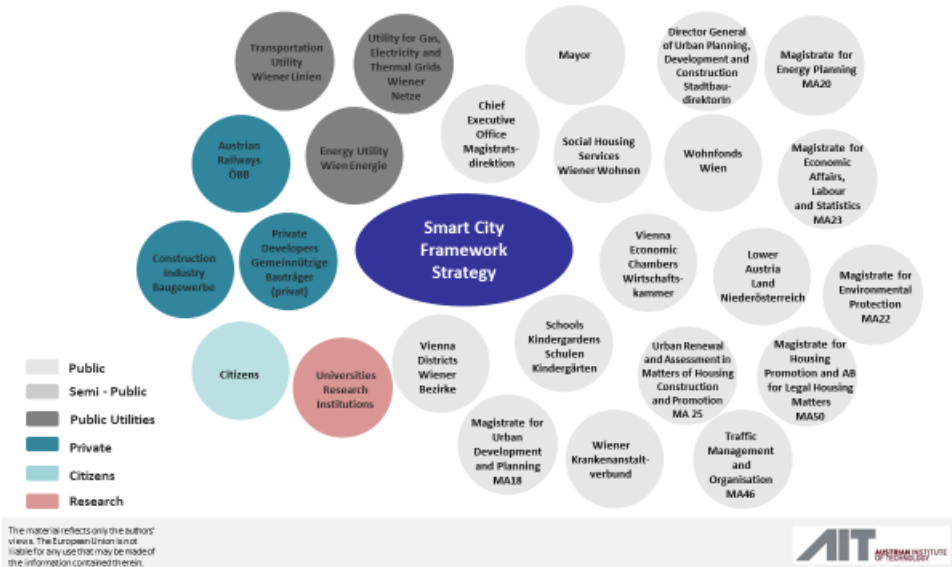 Transportation
Utility
Wiener Linien
Utility for Gas,
Electricity and
Thermal Grids
Wiener
Netze
Mayor
Director General
of Urban Planning,
Development and
Construction
Stadtbau-
direktorin
Magistrate for
Energy Planning
MA20
Chief
Executive
Office
Magistrats-
direktion
Austrian
Railways
ÖBB
Energy Utility
Wien Energie
Social Housing
Services
Wiener Wohnen
Wohnfonds
Wien
Magistrate for
Economic
Affairs,
Labour
and Statistics
MA23
Smart City
Framework
Strategy
Construction
Industry
Baugewerbe
Private
Developers
Gemeinnützige
Bauträger
(privat)
Vienna
Economic
Chambers
Wirtschafts-
kammer
Lower
Austria
Land
Niederösterreich
Magistrate for
Environmental
Protection
MA22
Citizens
Universities
Research
Institutions
Vienna
Districts
Wiener
Bezirke
Schools
Kindergardens
Schulen
Kindergärten
Urban Renewal
and Assessment in
Matters of Housing
Construction
and Promotion
MA 25
Magistrate for
Housing
Promotion and AB
for Legal Housing
Matters
MA50
Magistrate for
Urban
Development
and Planning
MA18
Wiener
Krankenanstalt-
verbund
Traffic
Management
and
Organisation
MA46
Public
Semi - Public
Public Utilities
Private
Citizens
Research
The material reflects only the authors'
views. The European Union is not
liable for any use that may be made of
the information contained therein.
AIT
AUSTRIAN INSTITUTE
OF TECHNOLOGY